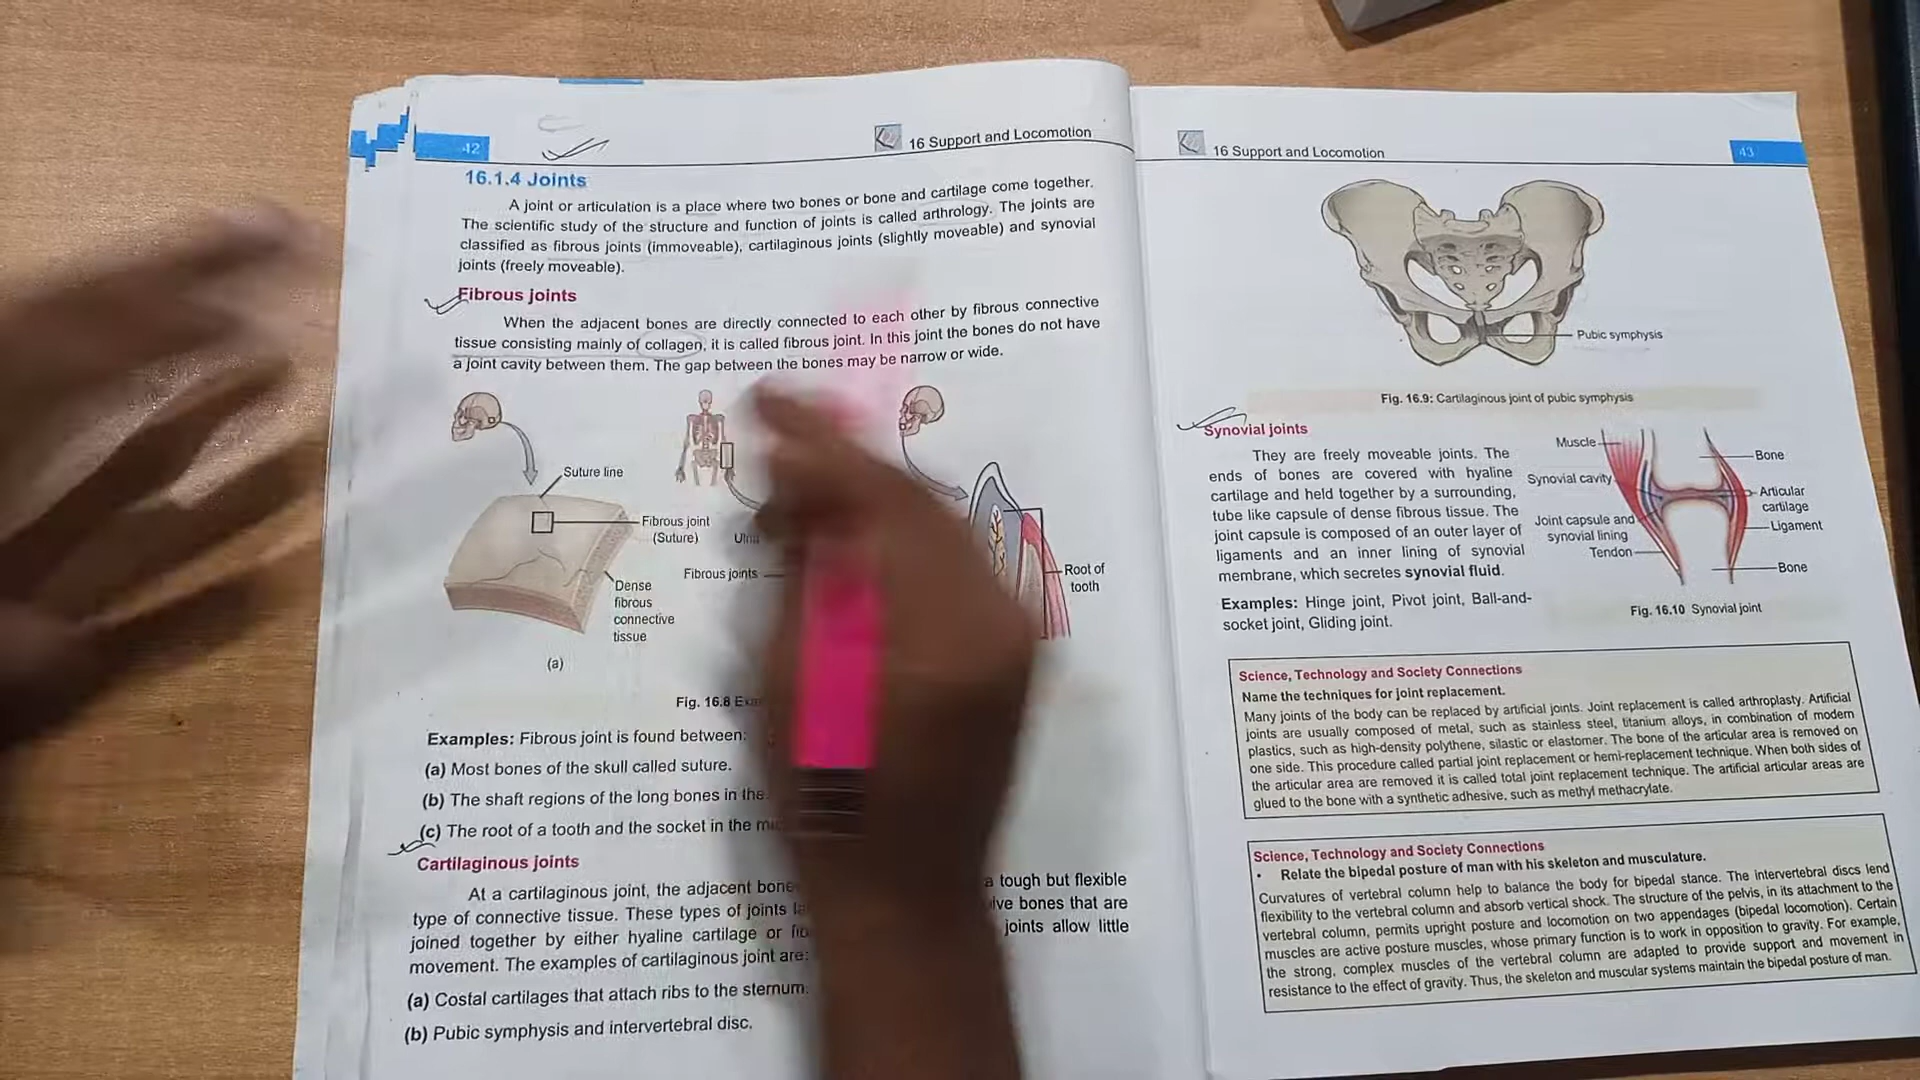 42
16 Support and Locomotion
16.1.4 Joints
A joint or articulation is a place where two bones or bone and cartilage come together.
The scientific study of the structure and function of joints is called arthrology. The joints are
classified as fibrous joints (immoveable), cartilaginous joints (slightly moveable) and synovial
joints (freely moveable).
Fibrous joints
When the adjacent bones are directly connected to each other by fibrous connective
tissue consisting mainly of collagen, it is called fibrous joint. In this joint the bones do not have
a joint cavity between them. The gap between the bones may be narrow or wide.
Suture line
Fibrous joint
(Suture)
Dense
fibrous
connective
tissue
(a)
Fibrous joints
Root of
tooth
Fig. 16.8
Examples: Fibrous joint is found between:
(a) Most bones of the skull called suture.
(b) The shaft regions of the long bones in the
(c) The root of a tooth and the socket in the
Cartilaginous joints
At a cartilaginous joint, the adjacent a tough but flexible
type of connective tissue. These types of joints bones that are
joined together by either hyaline cartilage or joints allow little
movement. The examples of cartilaginous joint are:
(a) Costal cartilages that attach ribs to the sternum.
(b) Pubic symphysis and intervertebral disc.
16 Support and Locomotion
43
Pubic symphysis
Fig. 16.9: Cartilaginous joint of pubic symphysis
Synovial joints
They are freely moveable joints. The
ends of bones are covered with hyaline
cartilage and held together by a surrounding,
tube like capsule of dense fibrous tissue. The
joint capsule is composed of an outer layer of
ligaments and an inner lining of synovial
membrane, which secretes synovial fluid.
Examples: Hinge joint, Pivot joint, Ball-and-
socket joint, Gliding joint.
Muscle
Synovial cavity
Joint capsule and
synovial lining
Tendon
Bone
Articular
cartilage
Ligament
Bone
Fig. 16.10 Synovial joint
Science, Technology and Society Connections
Name the techniques for joint replacement.
Many joints of the body can be replaced by artificial joints. Joint replacement is called arthroplasty. Artificial
joints are usually composed of metal, such as stainless steel, titanium alloys, in combination of modern
plastics, such as high-density polythene, silastic or elastomer. The bone of the articular area is removed on
one side. This procedure called partial joint replacement or hemi-replacement technique. When both sides of
the articular area are removed it is called total joint replacement technique. The artificial articular areas are
glued to the bone with a synthetic adhesive, such as methyl methacrylate.
Science, Technology and Society Connections
• Relate the bipedal posture of man with his skeleton and musculature.
Curvatures of vertebral column help to balance the body for bipedal stance. The intervertebral discs lend
flexibility to the vertebral column and absorb vertical shock. The structure of the pelvis, in its attachment to the
vertebral column, permits upright posture and locomotion on two appendages (bipedal locomotion). Certain
muscles are active posture muscles, whose primary function is to work in opposition to gravity. For example,
the strong, complex muscles of the vertebral column are adapted to provide support and movement in
resistance to the effect of gravity. Thus, the skeleton and muscular systems maintain the bipedal posture of man.